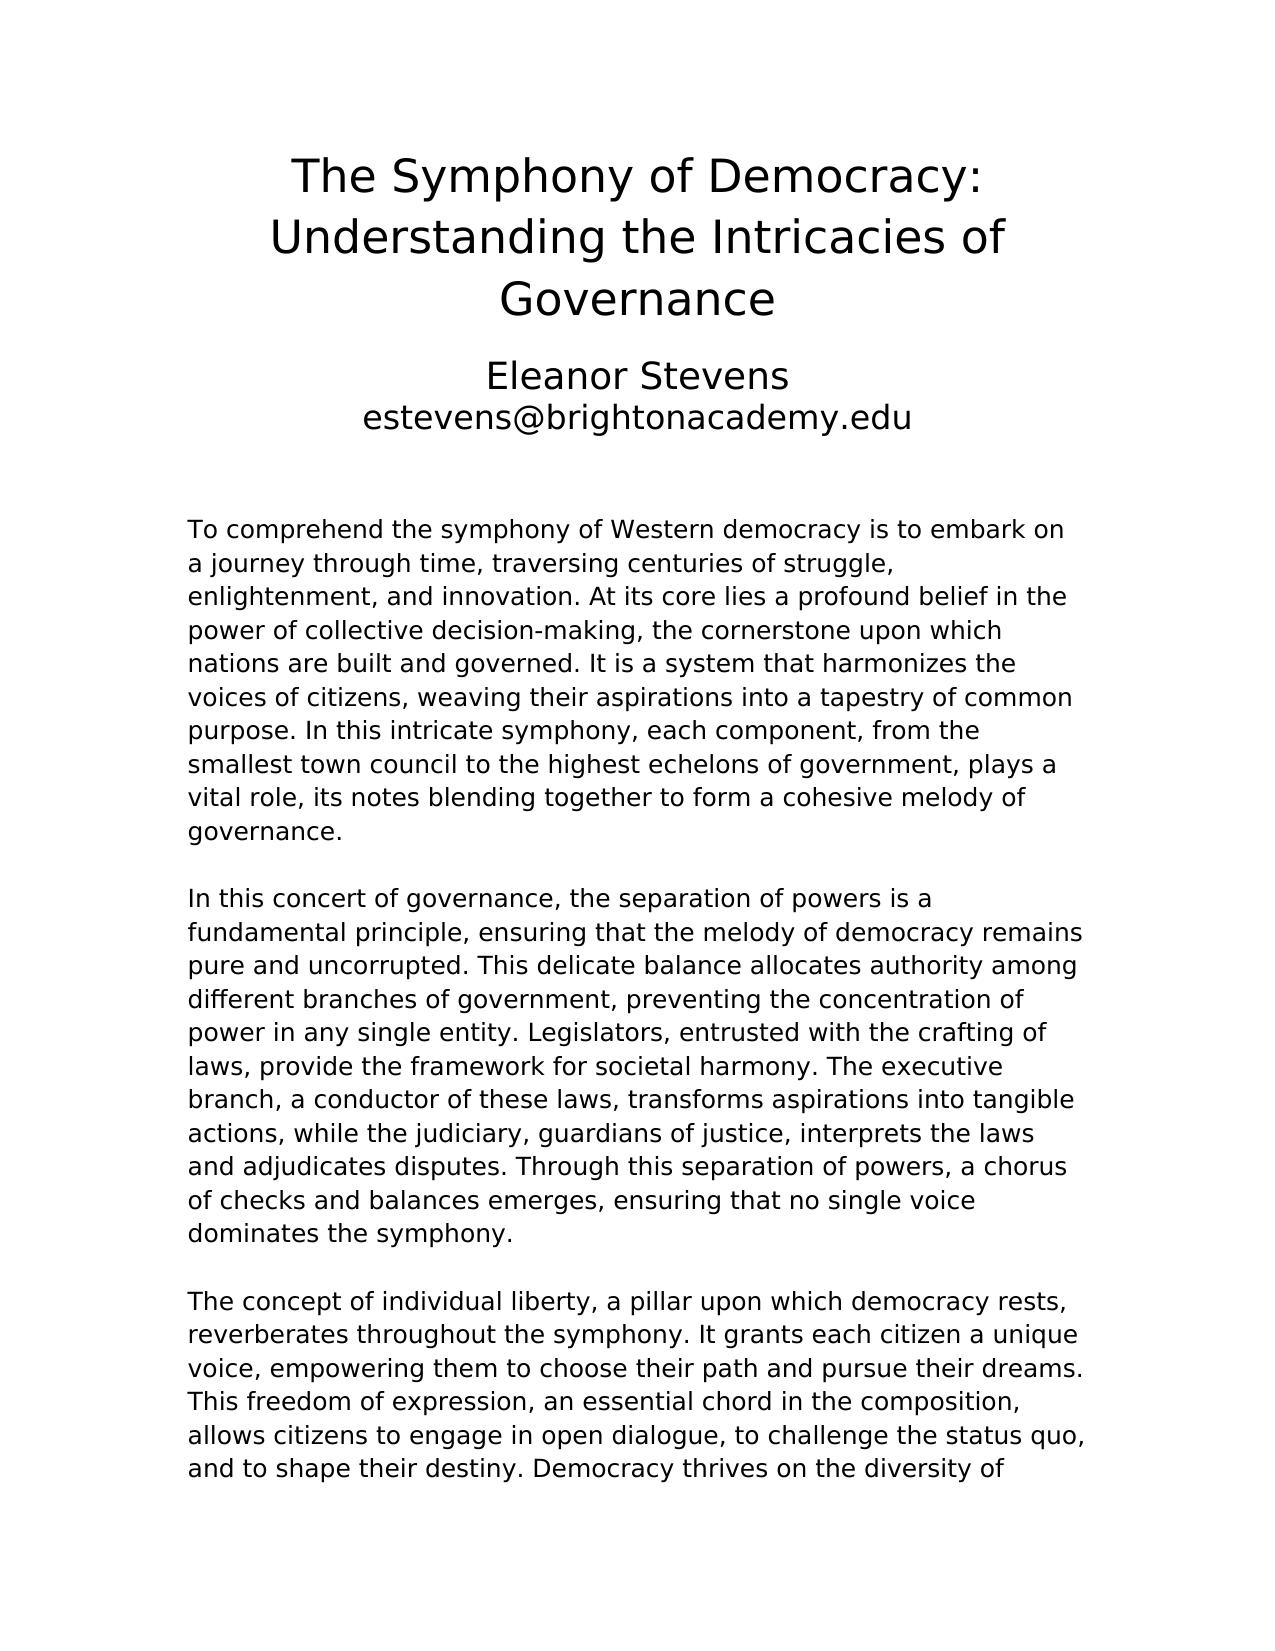 The Symphony of Democracy:
Understanding the Intricacies of
Governance
Eleanor Stevens
estevens@brightonacademy.edu
To comprehend the symphony of Western democracy is to embark on
a journey through time, traversing centuries of struggle,
enlightenment, and innovation. At its core lies a profound belief in the
power of collective decision-making, the cornerstone upon which
nations are built and governed. It is a system that harmonizes the
voices of citizens, weaving their aspirations into a tapestry of common
purpose. In this intricate symphony, each component, from the
smallest town council to the highest echelons of government, plays a
vital role, its notes blending together to form a cohesive melody of
governance.
In this concert of governance, the separation of powers is a
fundamental principle, ensuring that the melody of democracy remains
pure and uncorrupted. This delicate balance allocates authority among
different branches of government, preventing the concentration of
power in any single entity. Legislators, entrusted with the crafting of
laws, provide the framework for societal harmony. The executive
branch, a conductor of these laws, transforms aspirations into tangible
actions, while the judiciary, guardians of justice, interprets the laws
and adjudicates disputes. Through this separation of powers, a chorus
of checks and balances emerges, ensuring that no single voice
dominates the symphony.
The concept of individual liberty, a pillar upon which democracy rests,
reverberates throughout the symphony. It grants each citizen a unique
voice, empowering them to choose their path and pursue their dreams.
This freedom of expression, an essential chord in the composition,
allows citizens to engage in open dialogue, to challenge the status quo,
and to shape their destiny. Democracy thrives on the diversity of